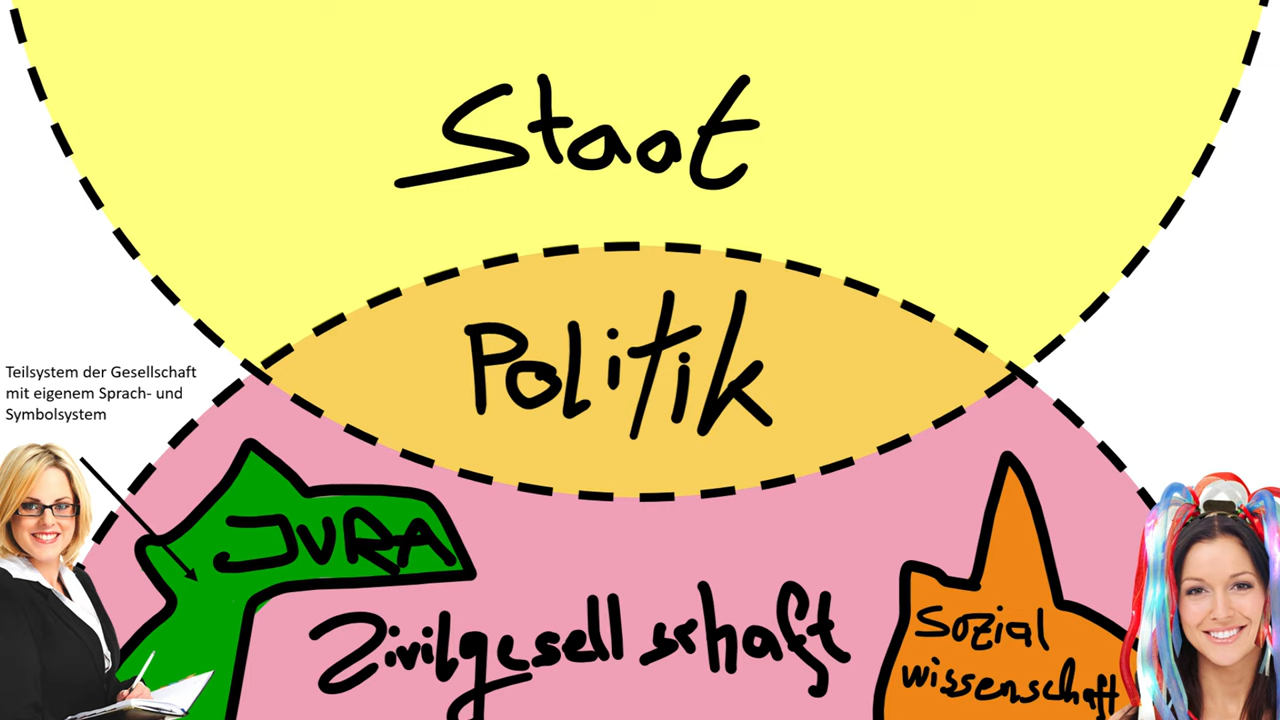 Staat
Politik
Teilsystem der Gesellschaft
mit eigenem Sprach- und
Symbolsystem
JURA
Zivilgesellschaft
Sozial
wissenschaft